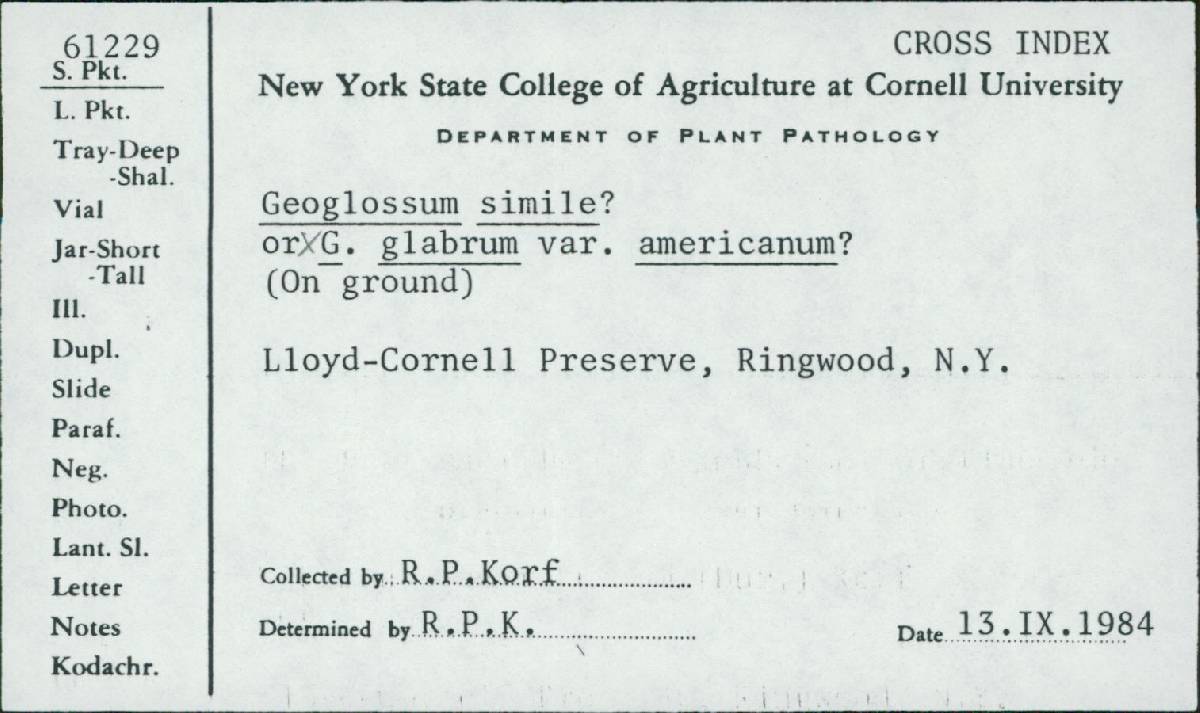 61229
S. Pkt.
L. Pkt.
Tray-Deep
-Shal.
Vial
Jar-Short
-Tall
Ill.
Dupl.
Slide
Paraf.
Neg.
Photo.
Lant. Sl.
Letter
Notes
Kodachr.
CROSS INDEX
New York State College of Agriculture at Cornell University
DEPARTMENT OF PLANT PATHOLOGY
Geoglossum simile?
or G. glabrum var. americanum?
(On ground)
Lloyd-Cornell Preserve, Ringwood, N.Y.
Collected by R.P.Korf
Determined by R.P.K.
Date 13.IX.1984